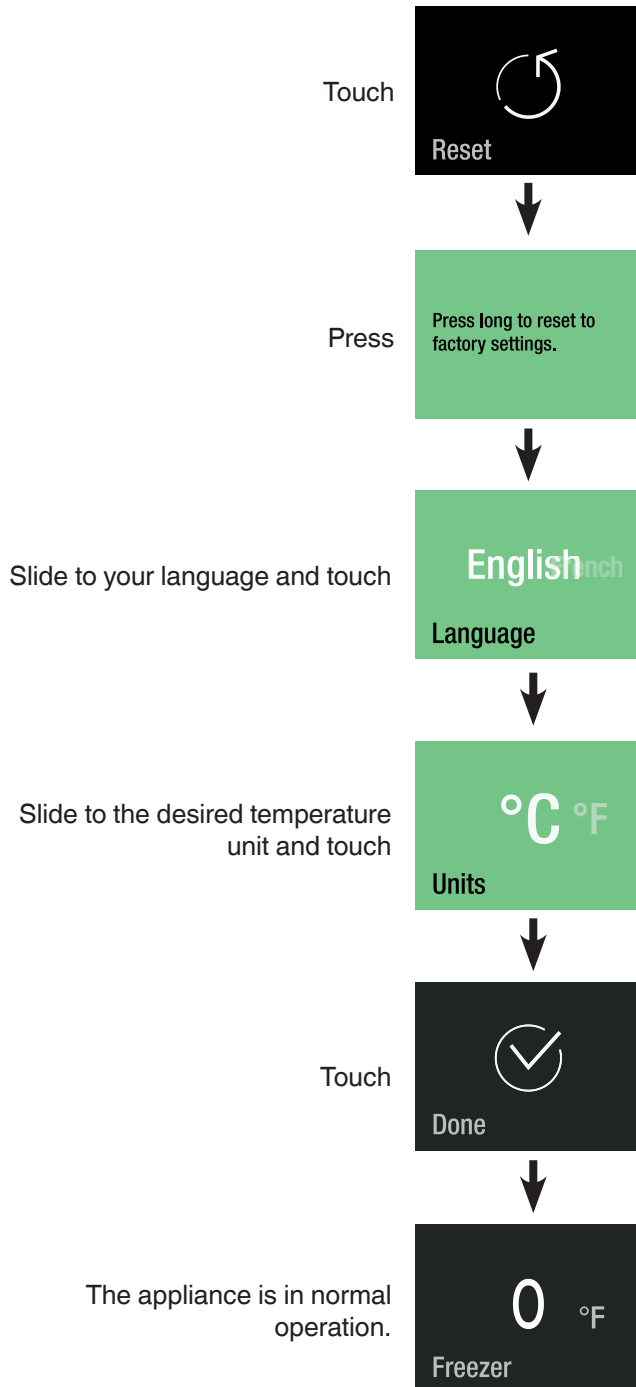 Touch
Reset
Press
Press long to reset to
factory settings.
Slide to your language and touch
English
French
Language
Slide to the desired temperature
unit and touch
°C °F
Units
Touch
Done
The appliance is in normal
operation.
0 °F
Freezer